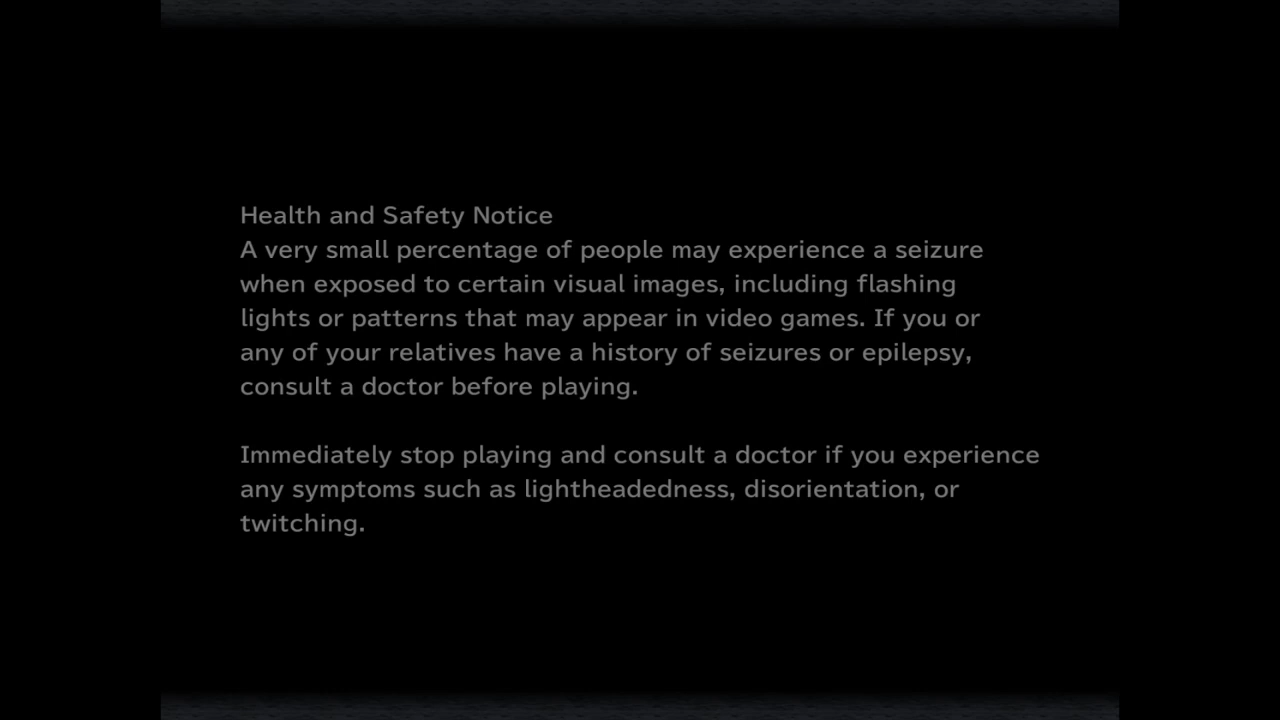 Health and Safety Notice
A very small percentage of people may experience a seizure
when exposed to certain visual images, including flashing
lights or patterns that may appear in video games. If you or
any of your relatives have a history of seizures or epilepsy,
consult a doctor before playing.
Immediately stop playing and consult a doctor if you experience
any symptoms such as lightheadedness, disorientation, or
twitching.